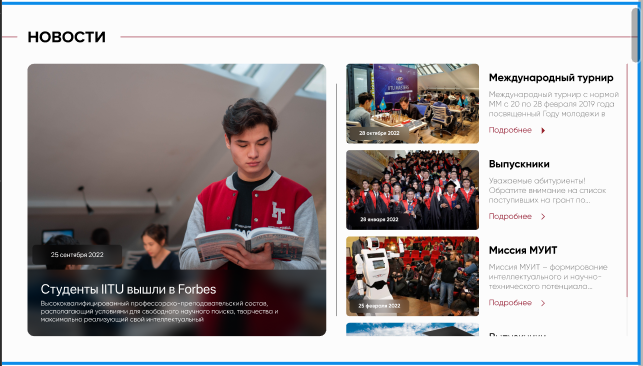 НОВОСТИ
25 сентября 2022
Студенты IITU вышли в Forbes
Высококвалифицированный профессорско-преподавательский состав,
располагающий условиями для свободного научного поиска, творчества и
максимально реализующий свой интеллектуальный
28 октября 2022
Международный турнир
Международный турнир с нормой
ММ с 20 по 28 февраля 2019 года
посвященный Году молодежи в
Подробнее
28 января 2022
Выпускники
Уважаемые абитуриенты!
Обратите внимание на список
поступивших на грант по...
Подробнее
25 февраля 2022
Миссия МУИТ
Миссия МУИТ – формирование
интеллектуального и научно-
технического потенциала...
Подробнее